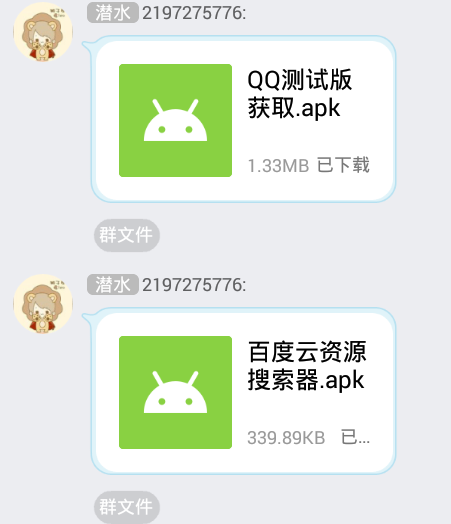 潜水 2197275776:
QQ测试版
获取.apk
1.33MB 已下载
群文件
潜水 2197275776:
百度云资源
搜索器.apk
339.89KB 已...
群文件